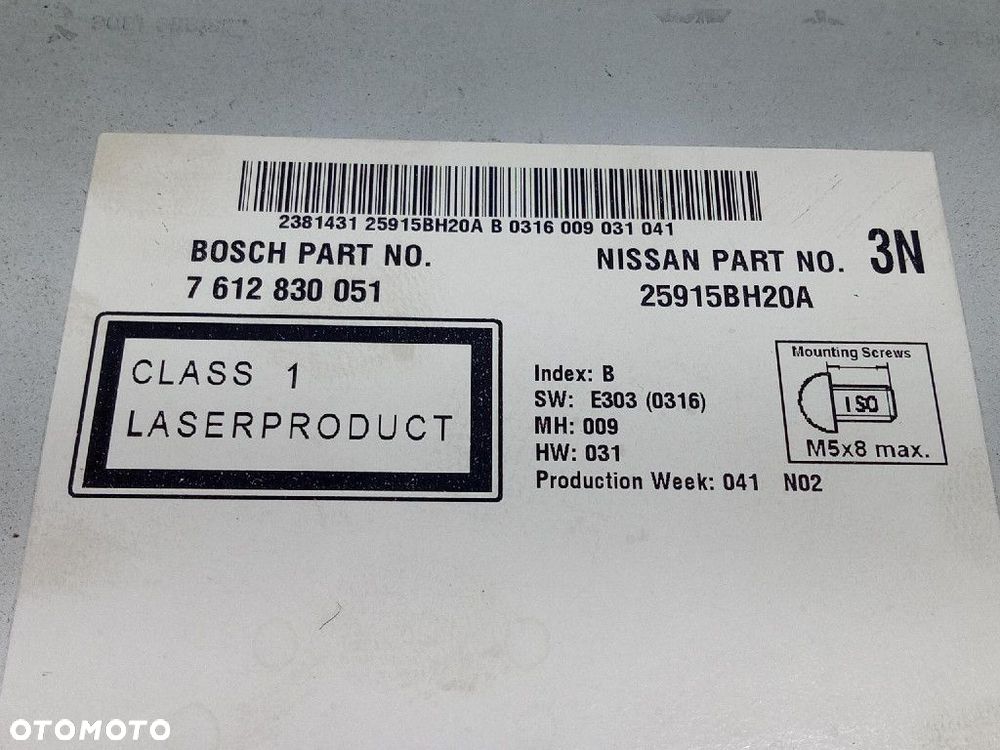 2381431 25915BH20A B 0316 009 031 041
BOSCH PART NO.
7 612 830 051
NISSAN PART NO. 3N
25915BH20A
CLASS 1
LASERPRODUCT
Index: B
SW: E303 (0316)
MH: 009
HW: 031
Production Week: 041 N02
Mounting Screws
ISO
M5x8 max.
OTOMOTO